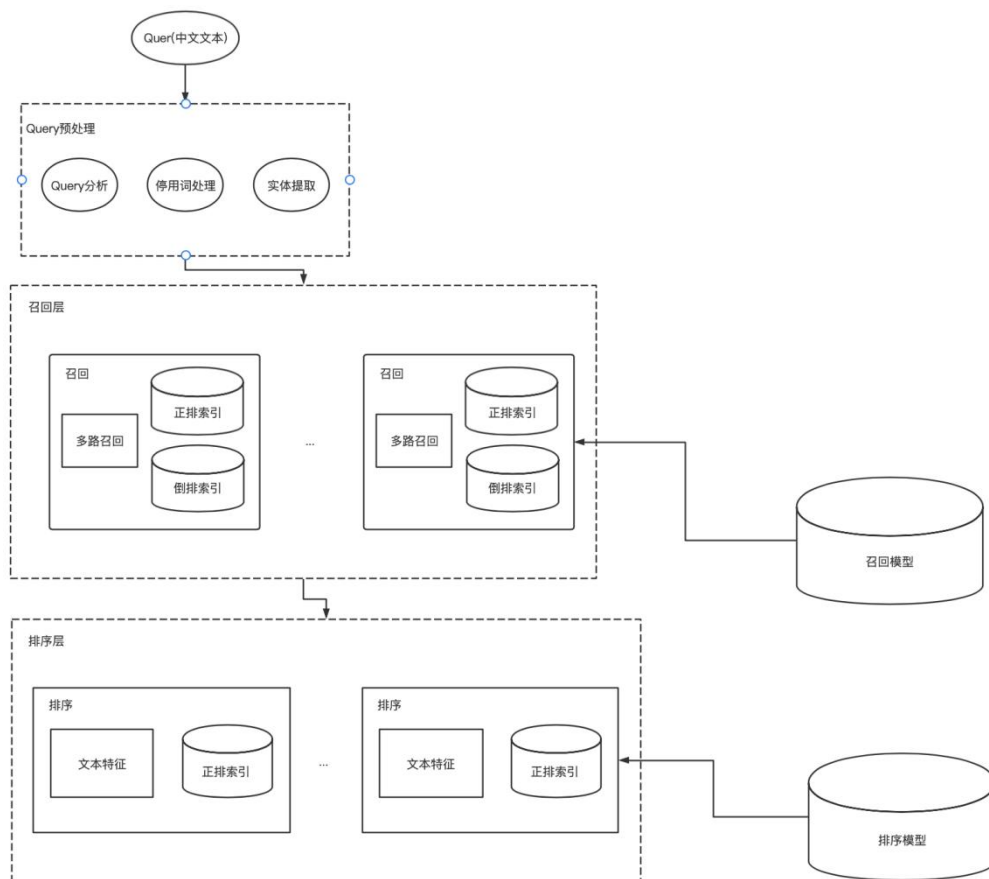 Quer(中文文本)
Query预处理
Query分析
停用词处理
实体提取
召回层
召回
正排索引
多路召回
倒排索引
...
召回
正排索引
多路召回
倒排索引
召回模型
排序层
排序
文本特征
正排索引
...
排序
文本特征
正排索引
排序模型